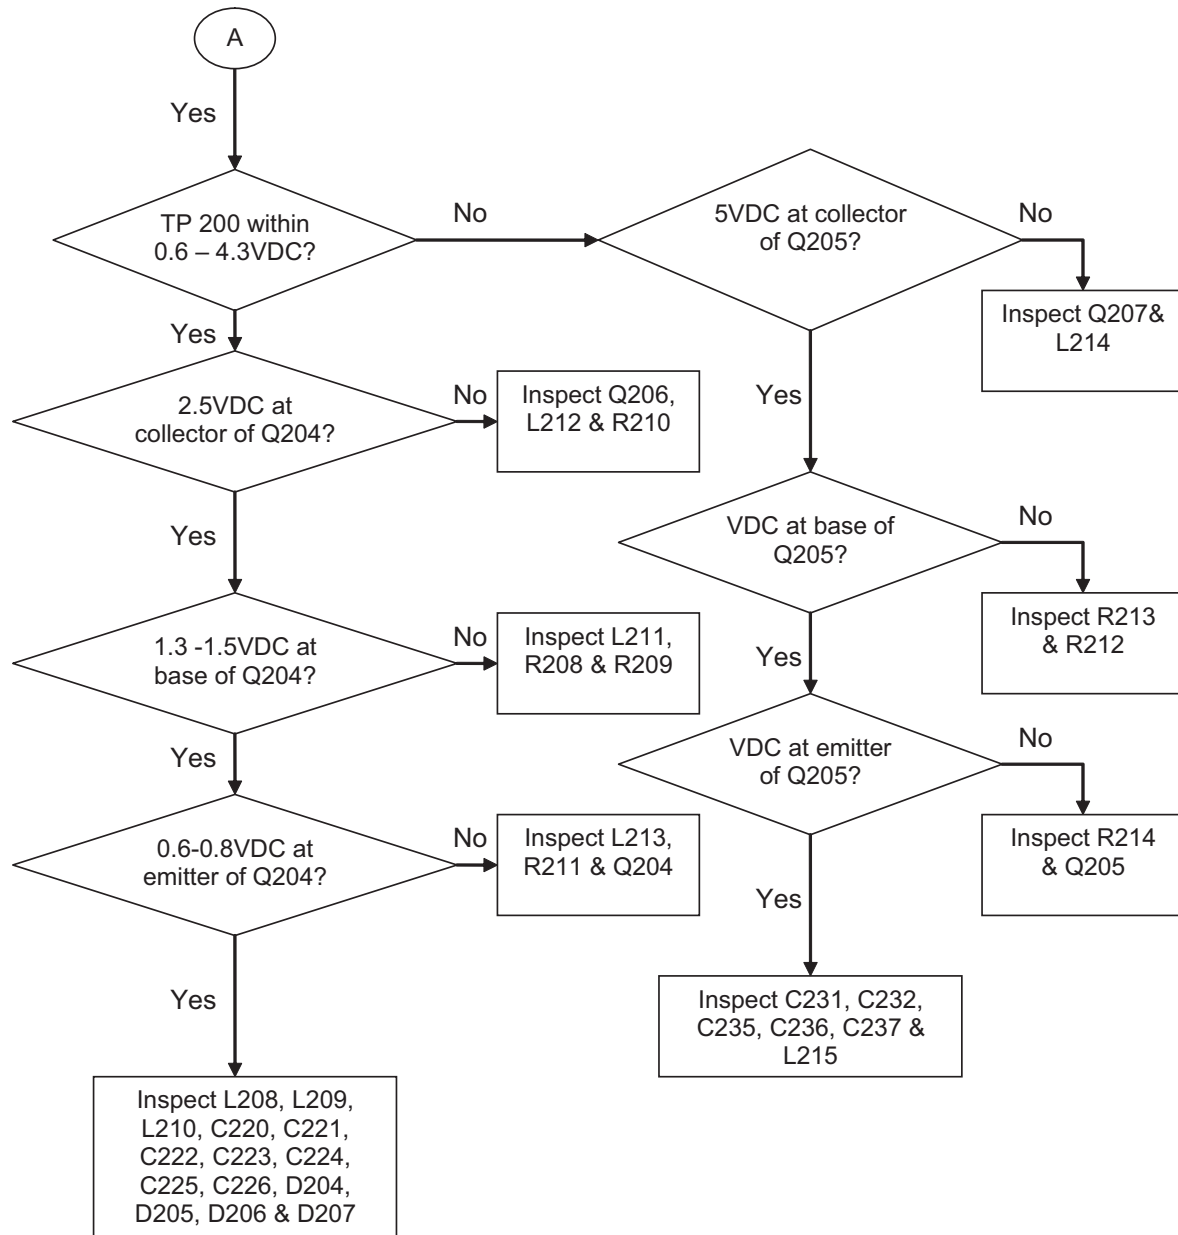 A
Yes
TP 200 within
0.6 – 4.3VDC?
No
5VDC at collector
of Q205?
No
Inspect Q207&
L214
Yes
2.5VDC at
collector of Q204?
No
Inspect Q206,
L212 & R210
Yes
VDC at base of
Q205?
No
Inspect R213
& R212
Yes
1.3 -1.5VDC at
base of Q204?
No
Inspect L211,
R208 & R209
Yes
VDC at emitter
of Q205?
No
Inspect R214
& Q205
Yes
0.6-0.8VDC at
emitter of Q204?
No
Inspect L213,
R211 & Q204
Yes
Inspect C231, C232,
C235, C236, C237 &
L215
Yes
Inspect L208, L209,
L210, C220, C221,
C222, C223, C224,
C225, C226, D204,
D205, D206 & D207